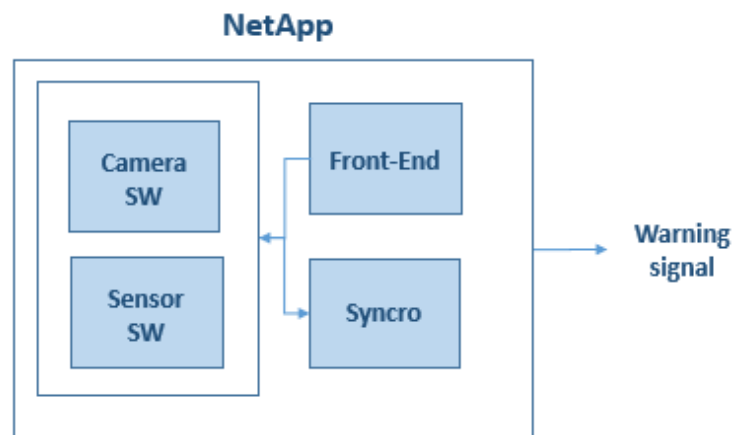 NetApp
Camera
SW
Front-End
Sensor
SW
Syncro
Warning
signal